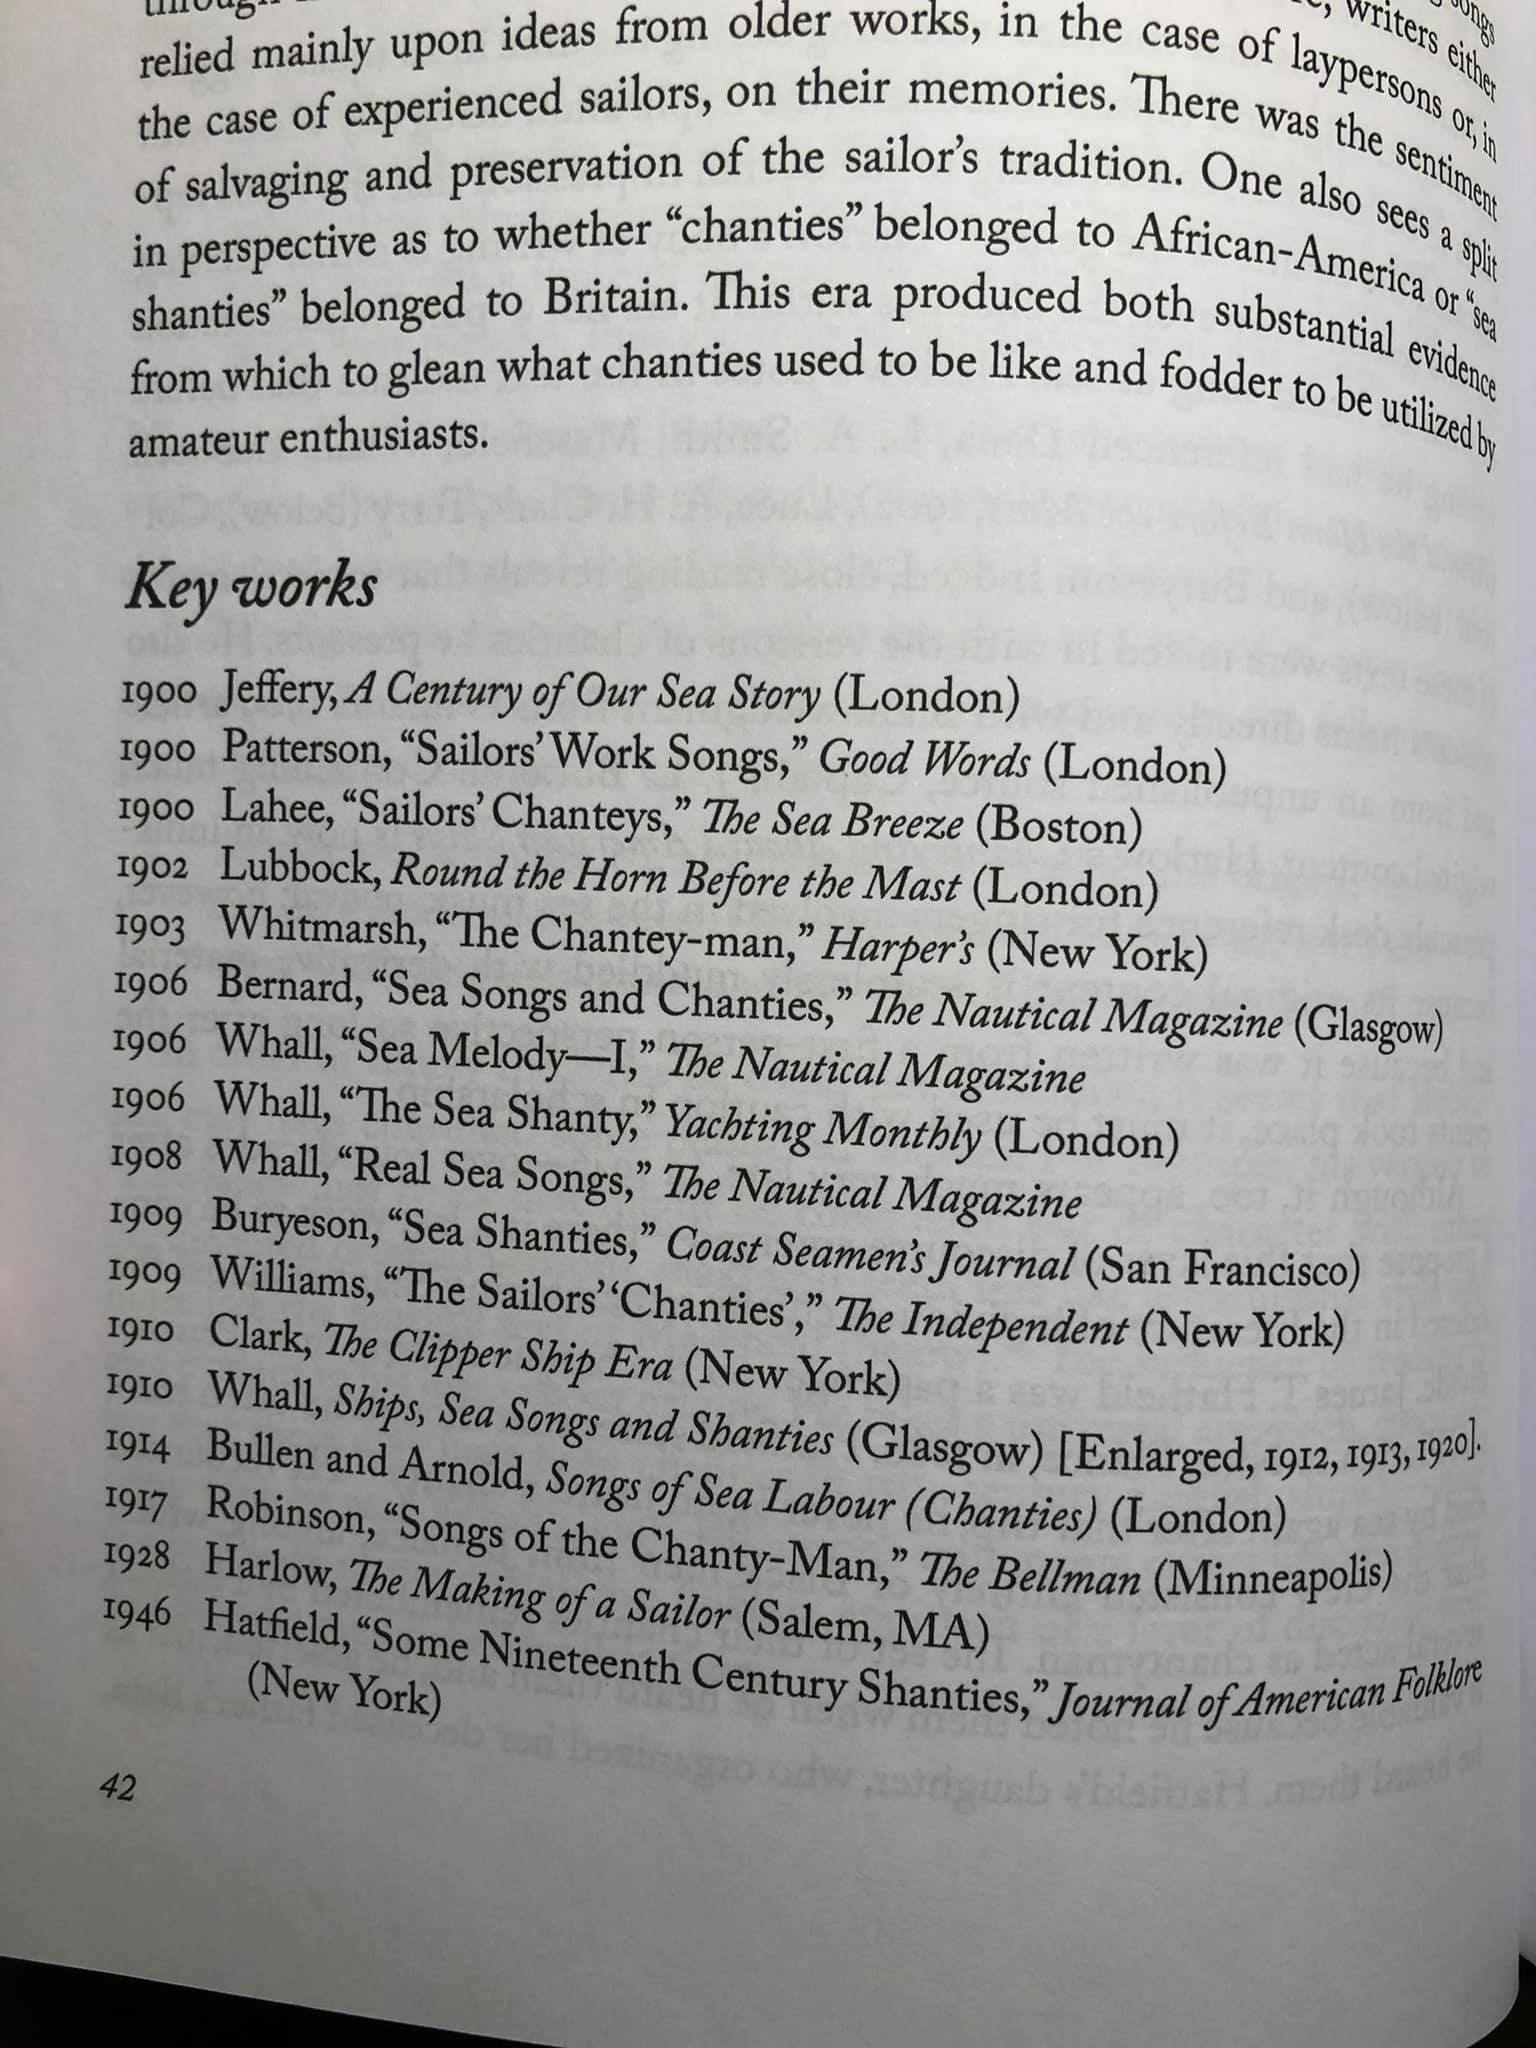 through
songs
relied mainly upon ideas from older works, in the case of laypersons or, in
writers either
the case of experienced sailors, on their memories. There was the sentiment
of salvaging and preservation of the sailor's tradition. One also sees a split
in perspective as to whether “chanties” belonged to African-America or “sea
shanties” belonged to Britain. This era produced both substantial evidence
from which to glean what chanties used to be like and fodder to be utilized by
amateur enthusiasts.
Key works
1900 Jeffery, A Century of Our Sea Story (London)
1900 Patterson, “Sailors' Work Songs,” Good Words (London)
1900 Lahee, “Sailors' Chanteys,” The Sea Breeze (Boston)
1902 Lubbock, Round the Horn Before the Mast (London)
1903 Whitmarsh, “The Chantey-man,” Harper's (New York)
1906 Bernard, “Sea Songs and Chanties,” The Nautical Magazine (Glasgow)
1906 Whall, “Sea Melody—I,” The Nautical Magazine
1906 Whall, “The Sea Shanty,” Yachting Monthly (London)
1908 Whall, “Real Sea Songs,” The Nautical Magazine
1909 Buryeson, “Sea Shanties,” Coast Seamen's Journal (San Francisco)
1909 Williams, “The Sailors' ‘Chanties’,” The Independent (New York)
1910 Clark, The Clipper Ship Era (New York)
1910 Whall, Ships, Sea Songs and Shanties (Glasgow) [Enlarged, 1912, 1913, 1920].
1914 Bullen and Arnold, Songs of Sea Labour (Chanties) (London)
1917 Robinson, “Songs of the Chanty-Man,” The Bellman (Minneapolis)
1928 Harlow, The Making of a Sailor (Salem, MA)
1946 Hatfield, “Some Nineteenth Century Shanties,” Journal of American Folklore
(New York)
42